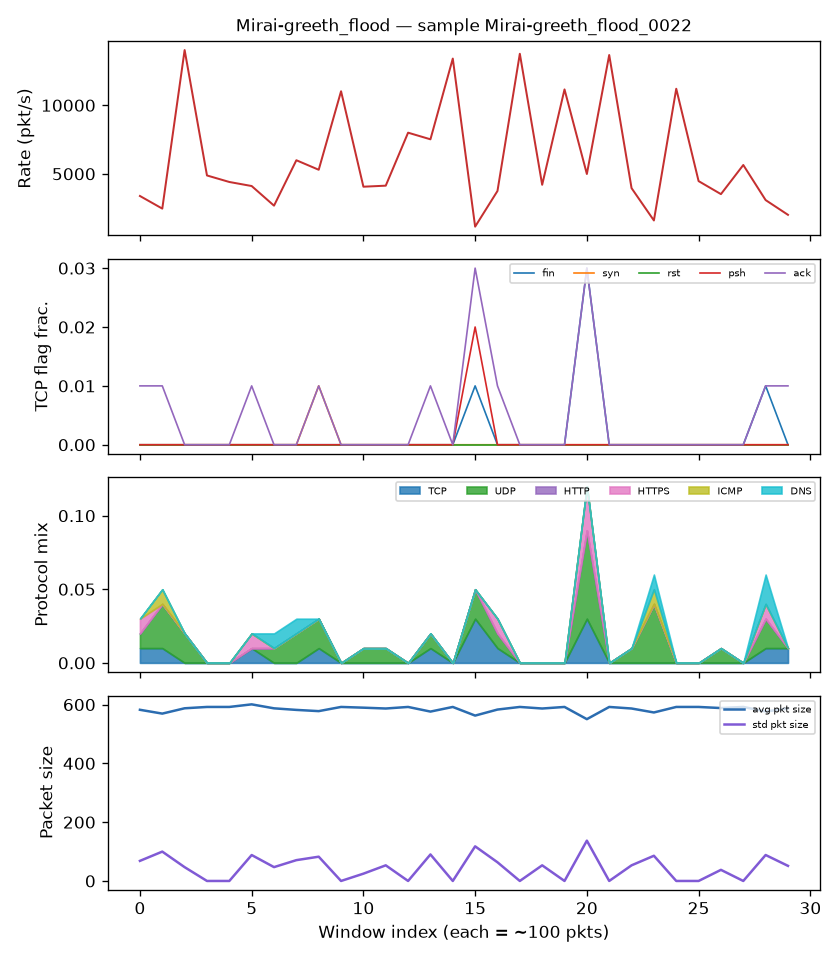 Mirai-greeth_flood — sample Mirai-greeth_flood_0022
Rate (pkt/s)
10000
5000
TCP flag frac.
0.03
0.02
0.01
0.00
fin syn rst psh ack
Protocol mix
0.10
0.05
0.00
TCP UDP HTTP HTTPS ICMP DNS
Packet size
600
400
200
0
avg pkt size
std pkt size
0 5 10 15 20 25 30
Window index (each = ~100 pkts)